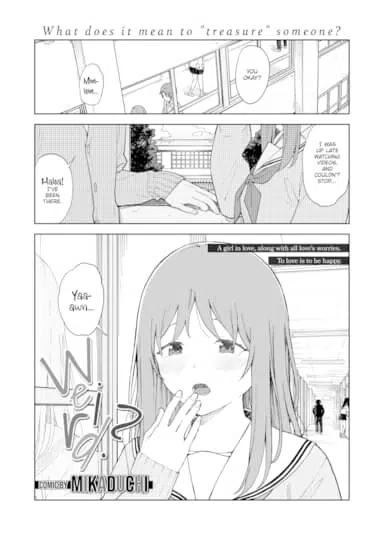 What does it mean to "treasure" someone?
YOU
OKAY?
I WAS
UP LATE
WATCHING
VIDEOS,
AND
COULDN'T
STOP...
Haha!
I'VE
BEEN
THERE.
A girl in love, along with all love's worries.
To love is to be happy.
Yaa-
awn...
Weird?
COMIC BY MIKADUCHI